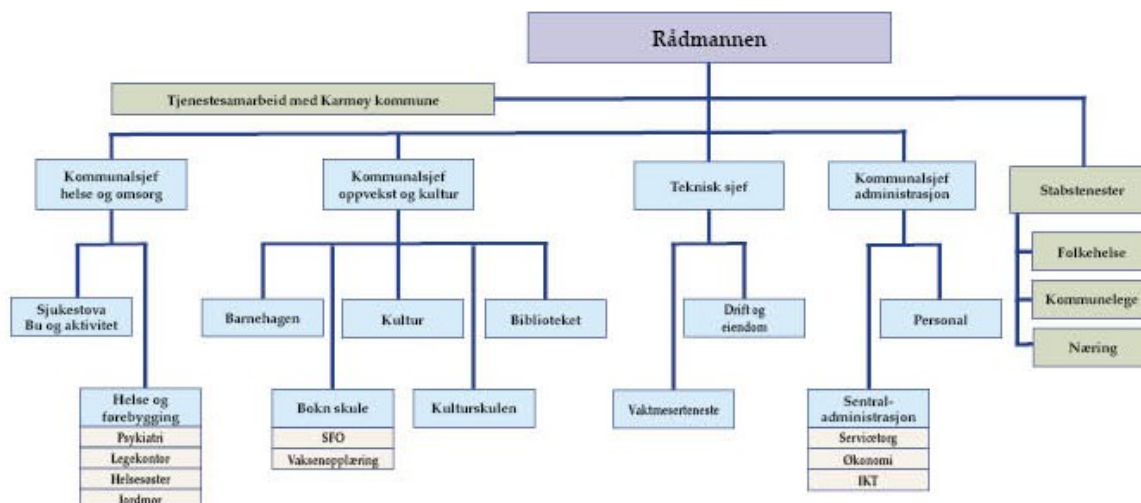 Rådmannen
Tjenestesamarbeid med Karmøy kommune
Kommunalsjef
helse og omsorg
Kommunalsjef
oppvekst og kultur
Teknisk sjef
Kommunalsjef
administrasjon
Stabstenester
Folkehelse
Kommunelege
Næring
Sjukestova
Bu og aktivitet
Barnehagen
Kultur
Biblioteket
Drift og
eiendom
Personal
Helse og
førebygging
Psykiatri
Legekontor
Helsesøster
Jordmor
Bokn skule
SFO
Vaksenopplæring
Kulturskulen
Vaktmeserteneste
Sentral-
administrasjon
Servicetorg
Økonomi
IKT